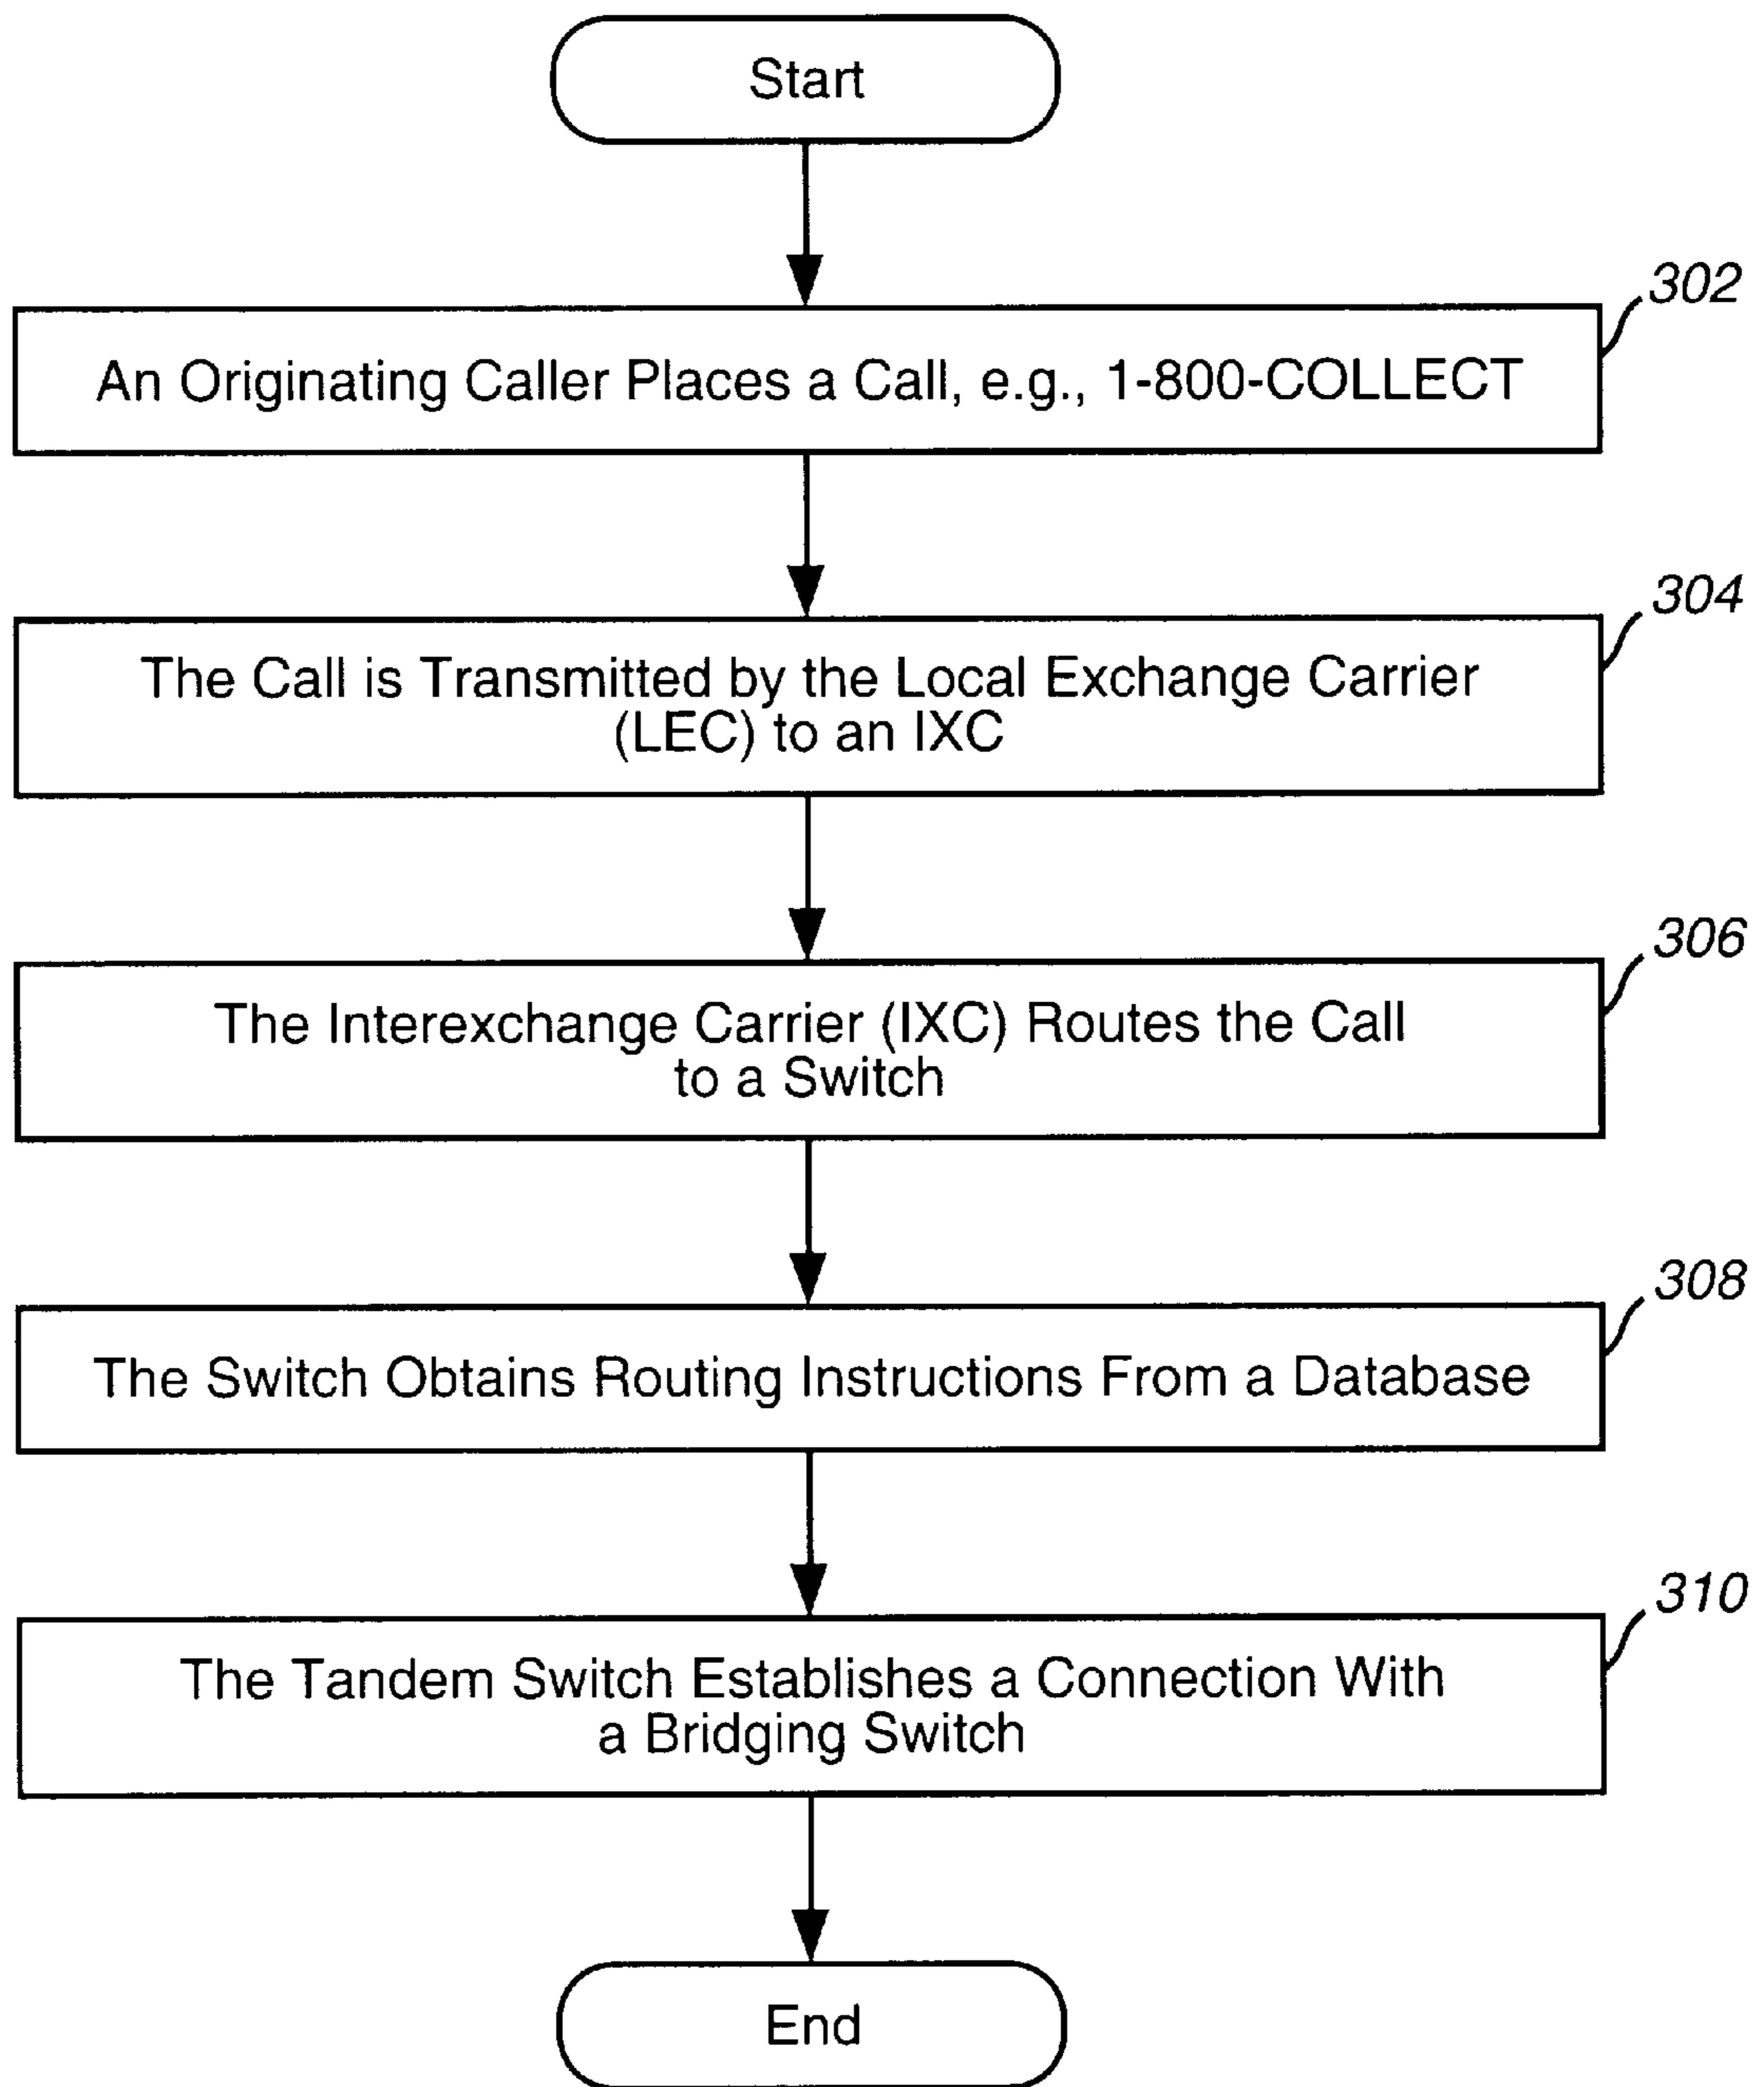 Start
302
An Originating Caller Places a Call, e.g., 1-800-COLLECT
304
The Call is Transmitted by the Local Exchange Carrier
(LEC) to an IXC
306
The Interexchange Carrier (IXC) Routes the Call
to a Switch
308
The Switch Obtains Routing Instructions From a Database
310
The Tandem Switch Establishes a Connection With
a Bridging Switch
End